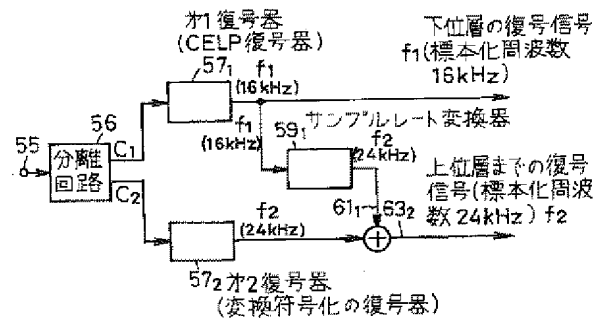 オ1復号器
(CELP復号器)
57₁
f1
(16kHz)
下位層の復号信号
f1(標本化周波数
16kHz)
55
56
分離
回路
C1
C2
f1
(16kHz)
サンプルレート変換器
59₁
f2
(24kHz)
上位層までの復号
信号(標本化周波
数24kHz) f2
61₁
63₂
f2
(24kHz)
57₂ オ2復号器
(変換符号化の復号器)